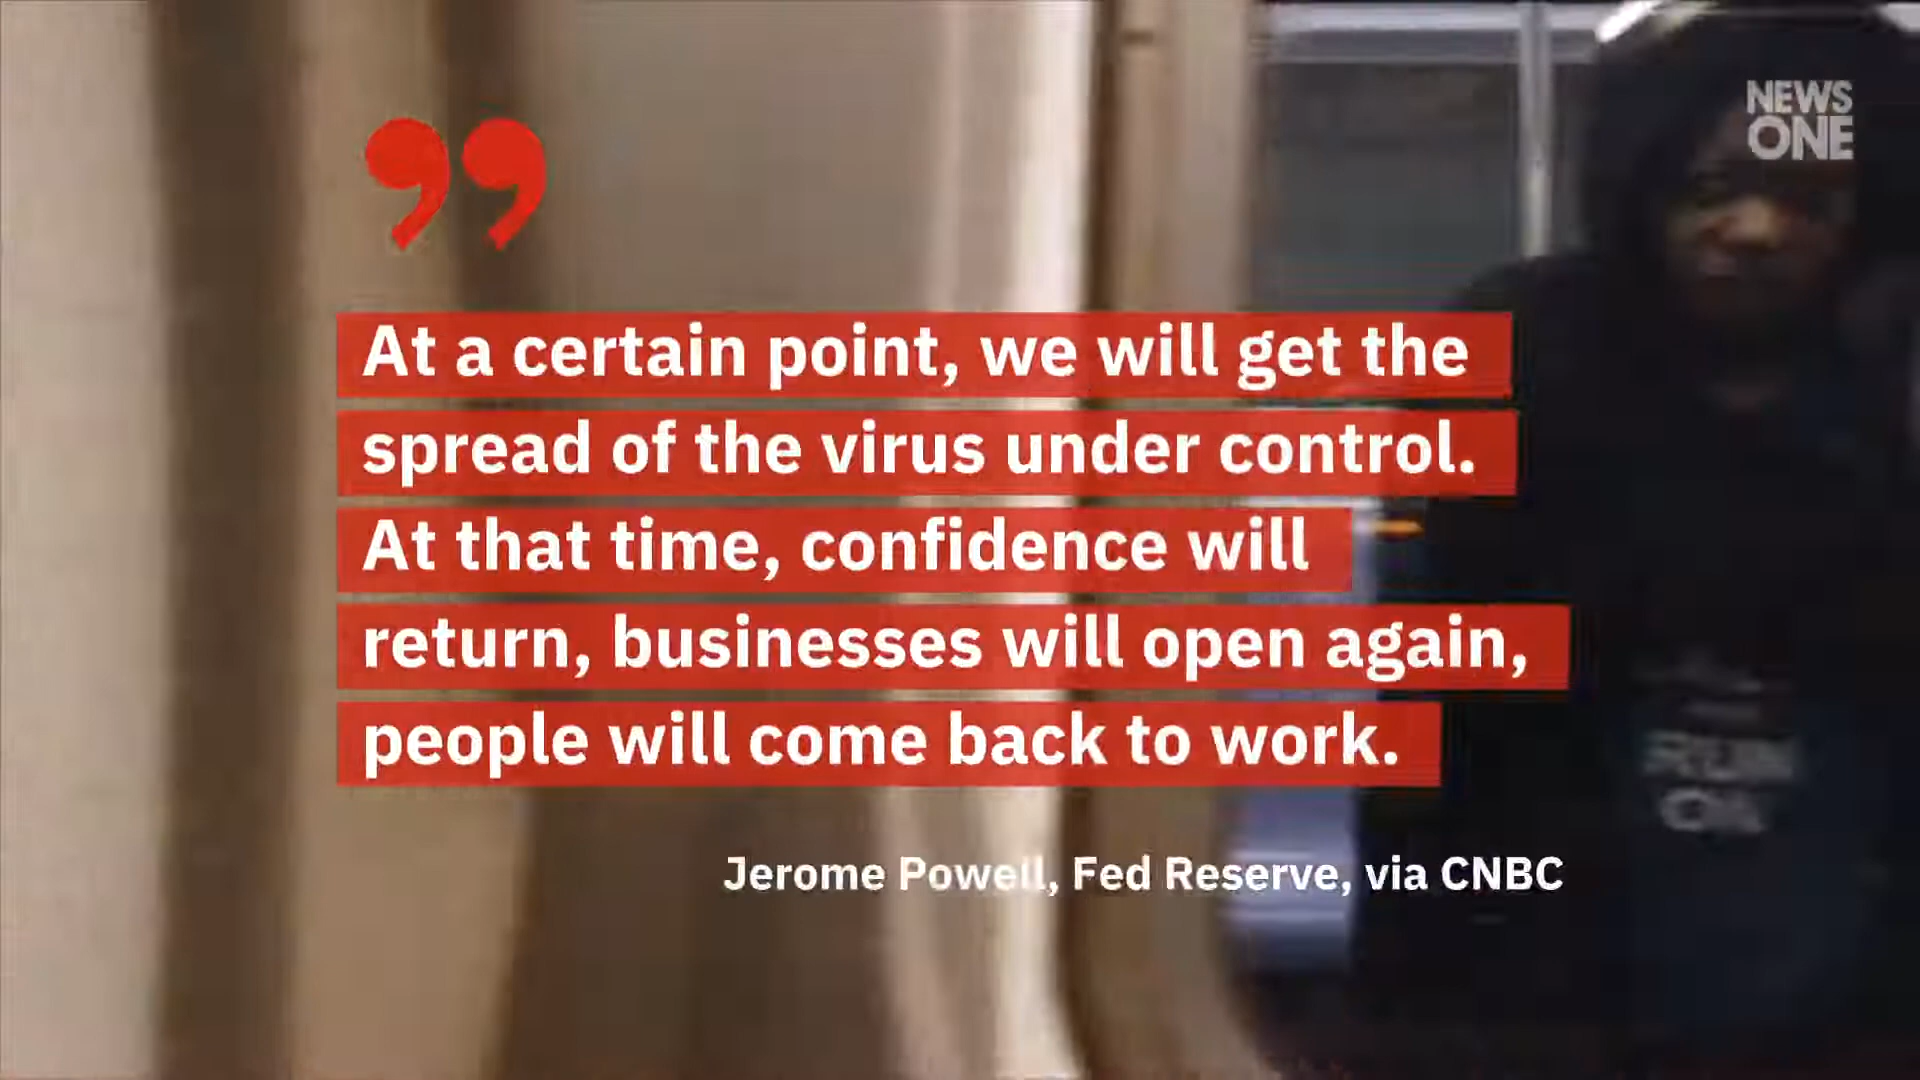 NEWS
ONE
”
At a certain point, we will get the
spread of the virus under control.
At that time, confidence will
return, businesses will open again,
people will come back to work.
Jerome Powell, Fed Reserve, via CNBC